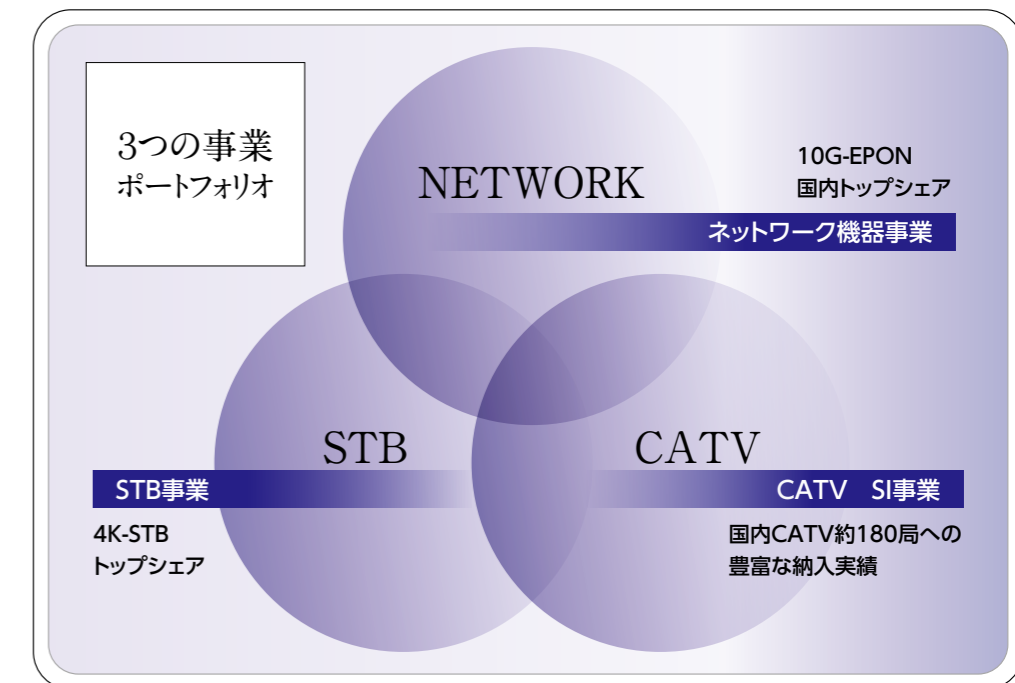 3つの事業
ポートフォリオ
NETWORK
10G-EPON
国内トップシェア
ネットワーク機器事業
STB
STB事業
4K-STB
トップシェア
CATV
CATV SI事業
国内CATV約180局への
豊富な納入実績